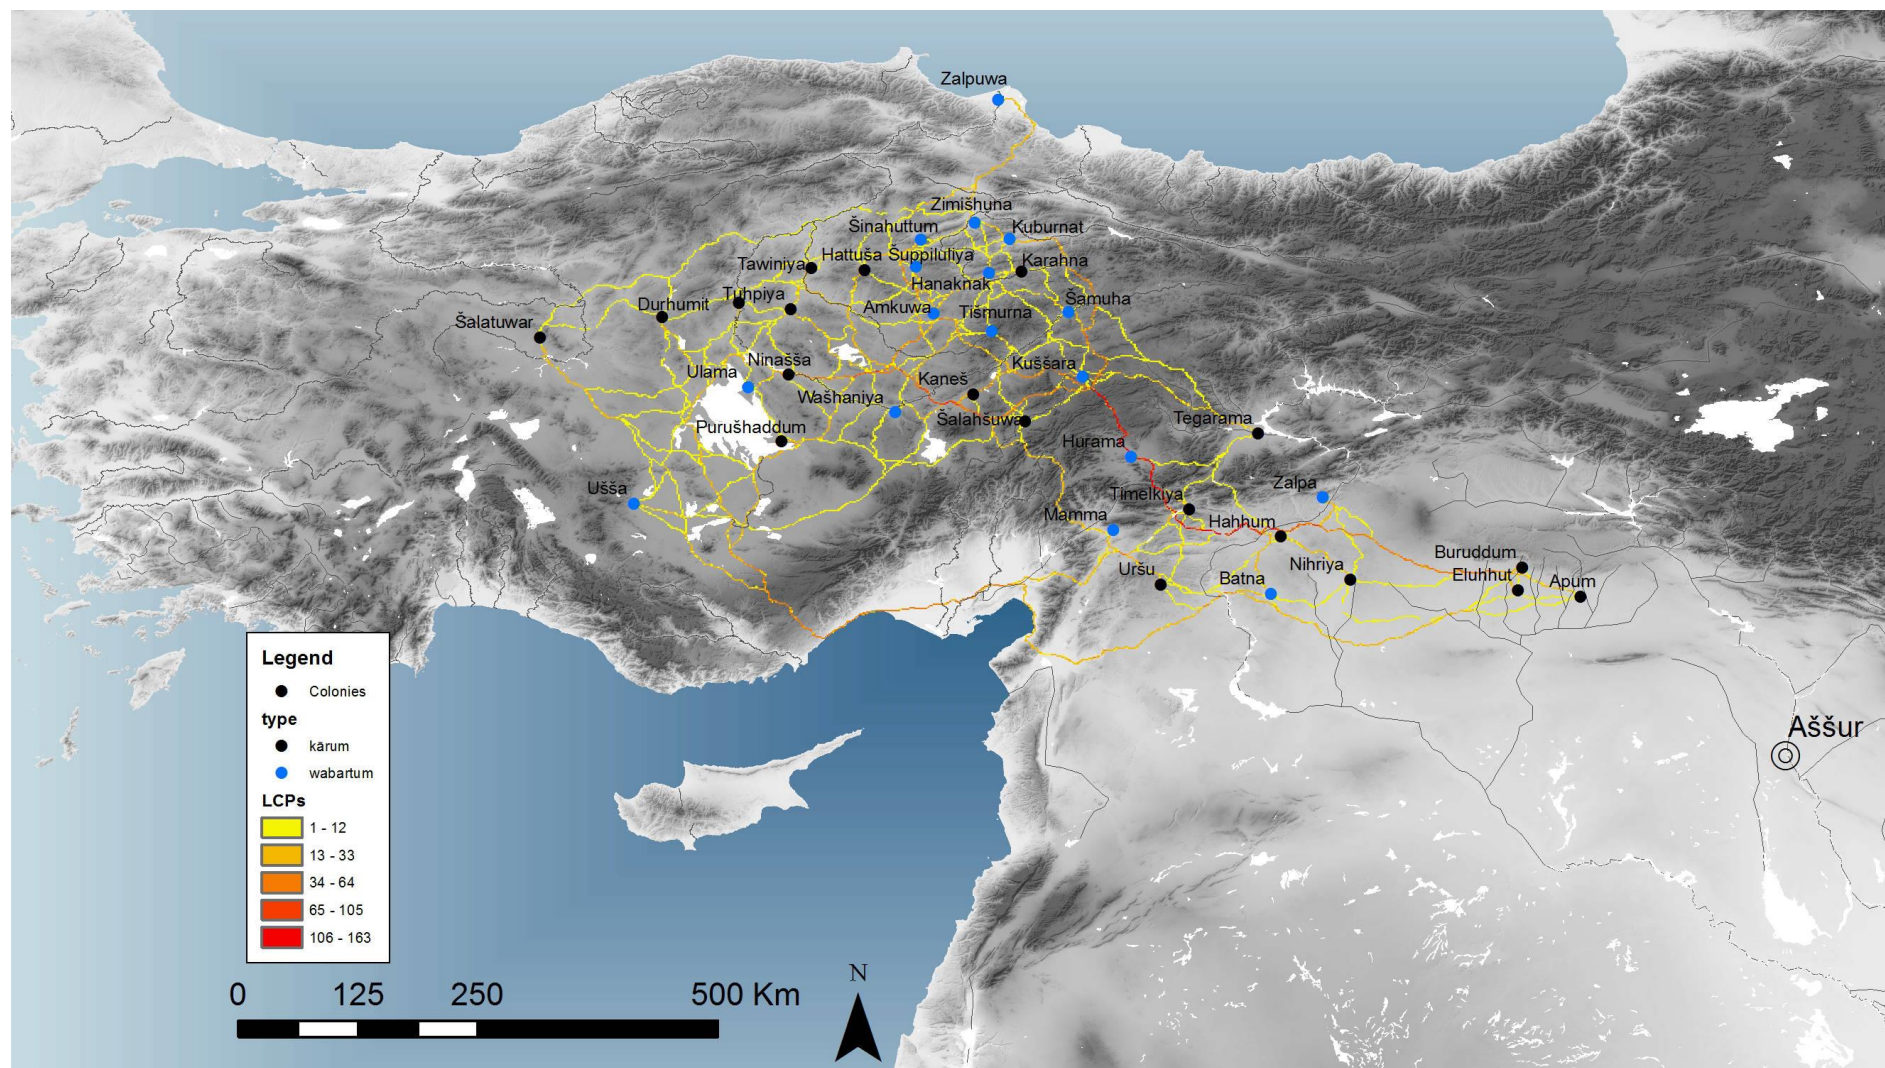 Zalpuwa
Zimišhuna
Šinahuttum
Kuburnat
Tawiniya
Hattuša
Šuppiluliya
Karahna
Hanaknak
Tuhpiya
Durhumit
Amkuwa
Tišmurna
Šamuha
Šalatuwar
Ninašša
Ulama
Kaneš
Kuššara
Wašhaniya
Šalahšuwa
Tegarama
Purušhaddum
Hurama
Ušša
Timelkiya
Zalpa
Mamma
Hahhum
Uršu
Batna
Nihriya
Buruddum
Eluhhut
Apum
Aššur
Legend
Colonies
type
kārum
wabartum
LCPs
1 - 12
13 - 33
34 - 64
65 - 105
106 - 163
N
0 125 250 500 Km